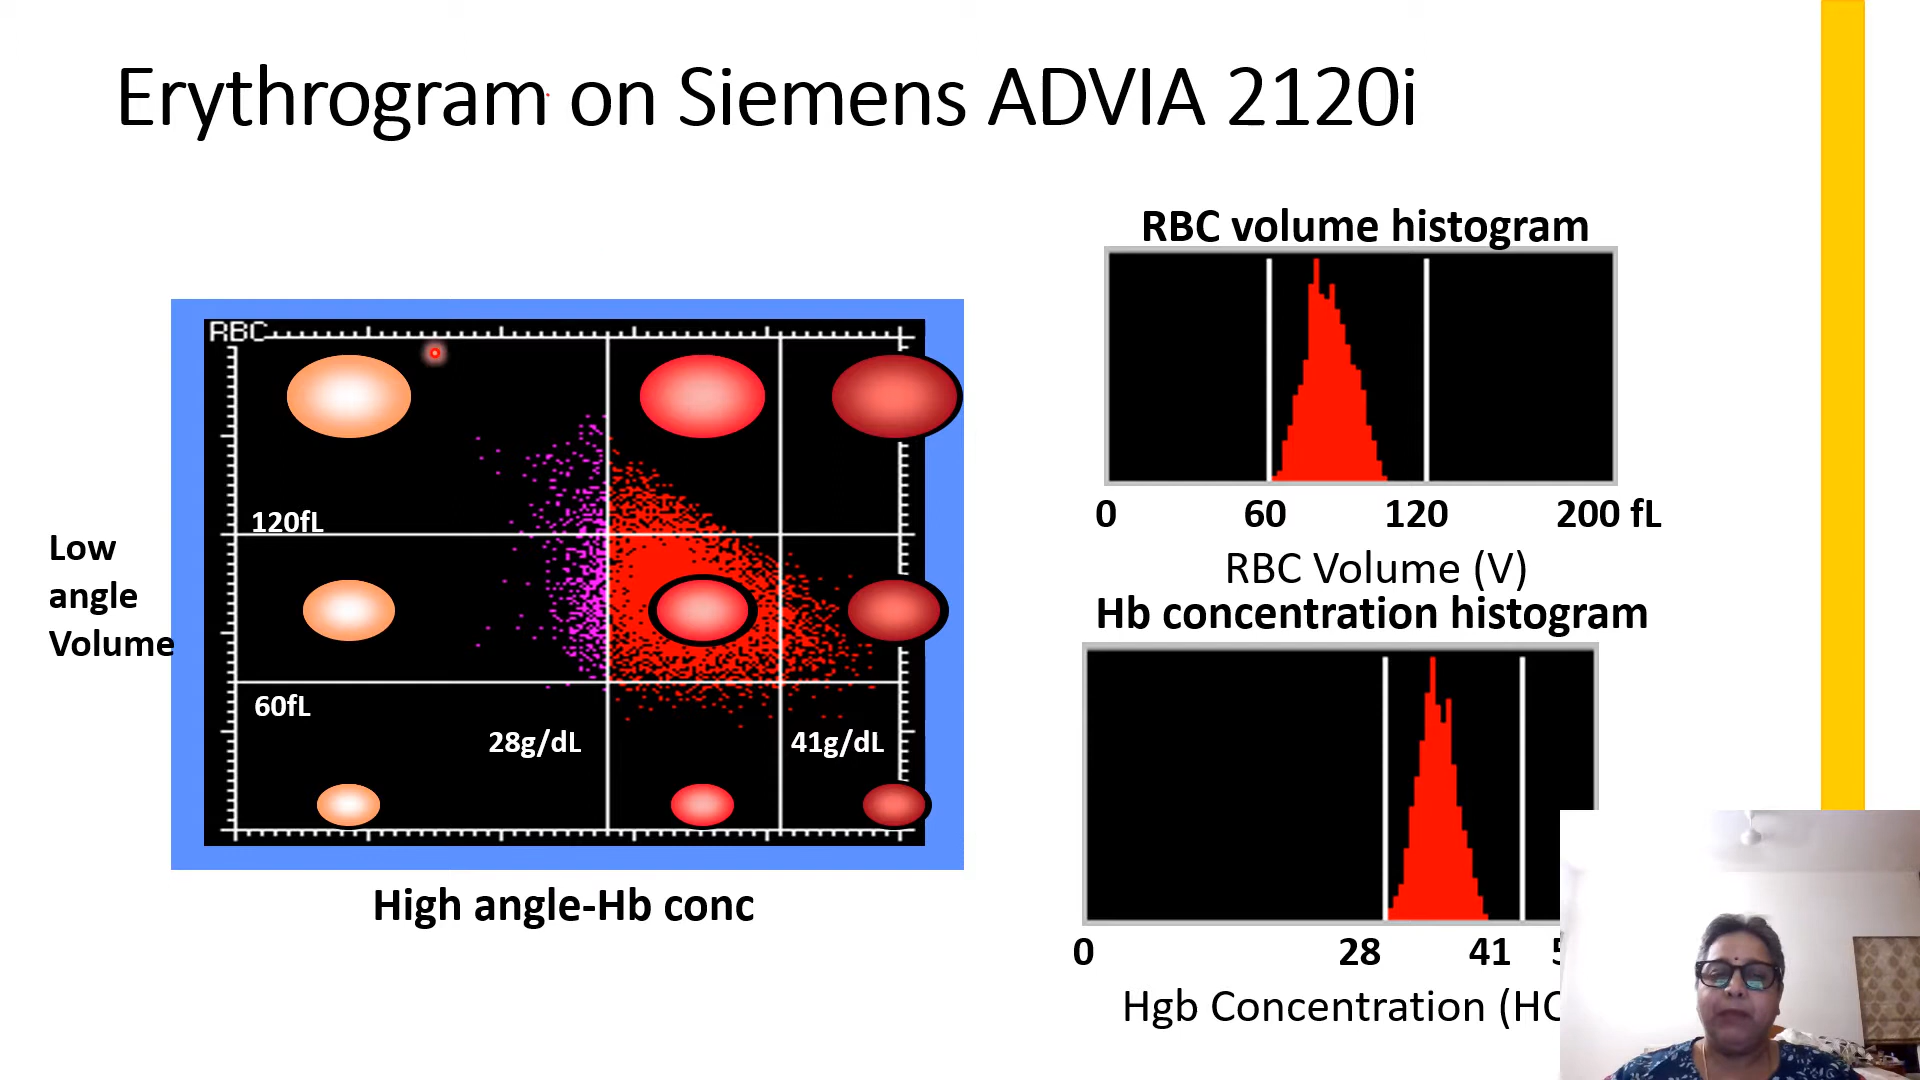 Erythrogram on Siemens ADVIA 2120i
RBC
120fL
60fL
28g/dL
41g/dL
Low
angle
Volume
High angle-Hb conc
RBC volume histogram
0 60 120 200 fL
RBC Volume (V)
Hb concentration histogram
0 28 41
Hgb Concentration